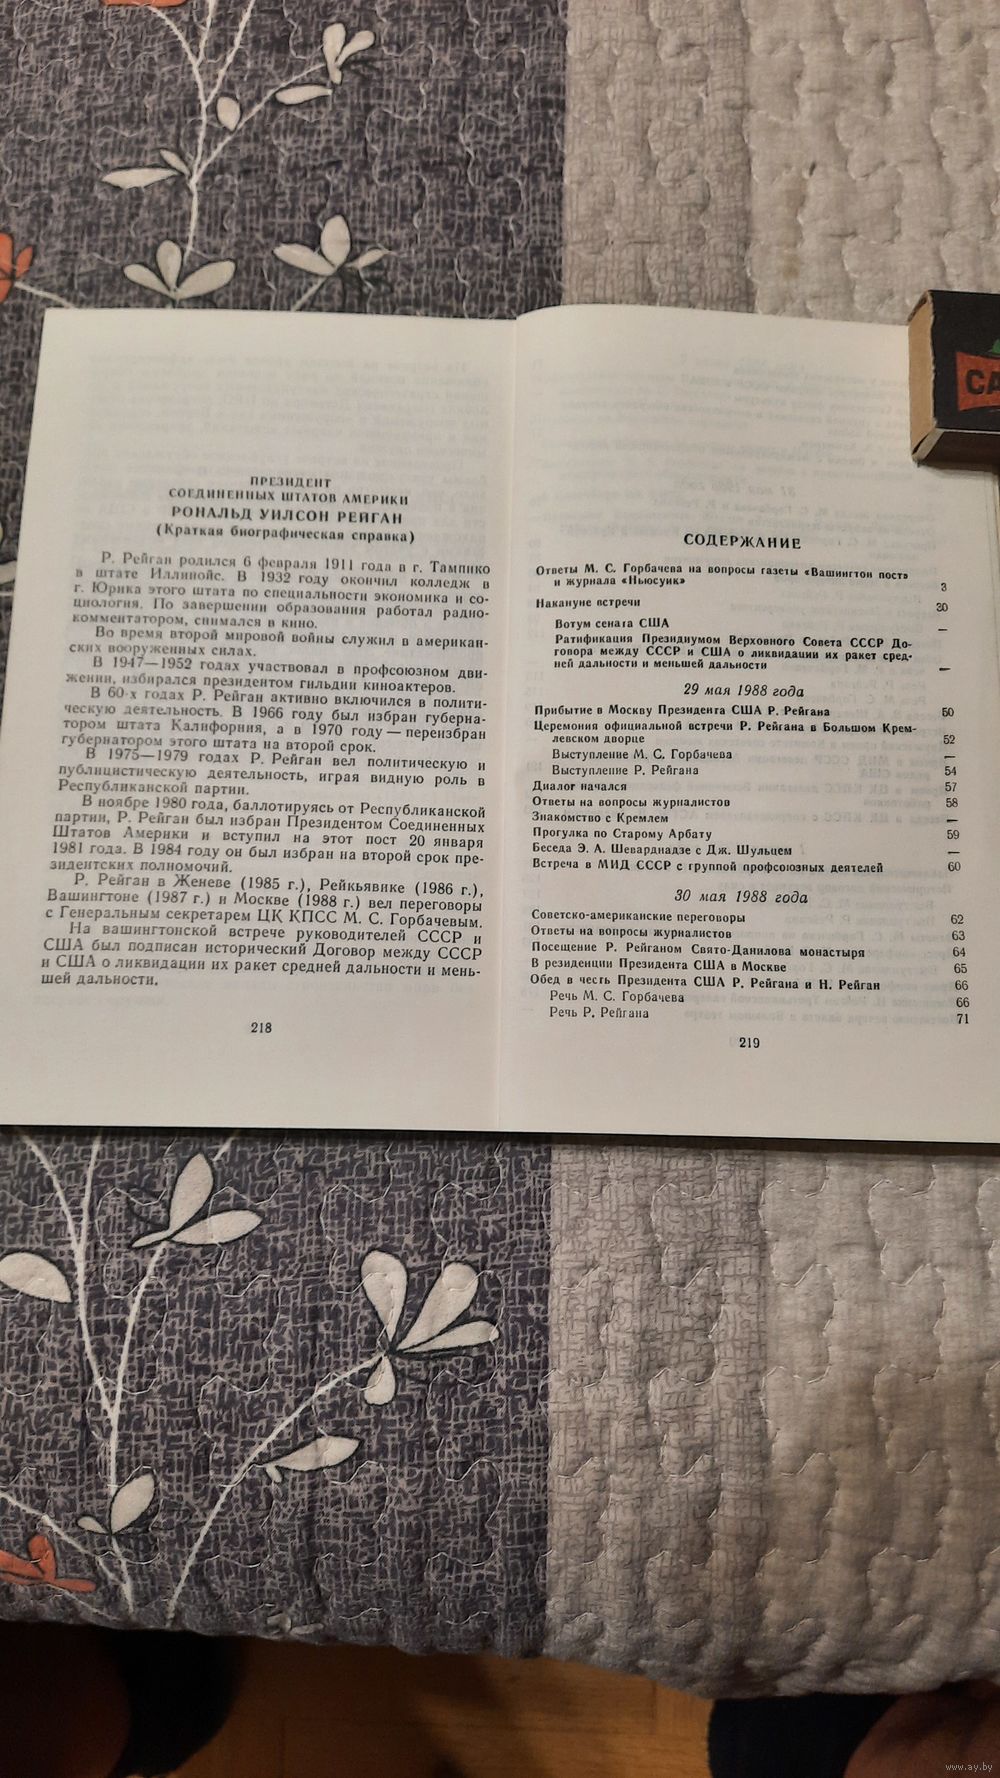 ПРЕЗИДЕНТ
СОЕДИНЕННЫХ ШТАТОВ АМЕРИКИ
РОНАЛЬД УИЛСОН РЕЙГАН
(Краткая биографическая справка)
Р. Рейган родился 6 февраля 1911 года в г. Тампико
в штате Иллинойс. В 1932 году окончил колледж в
г. Юрика этого штата по специальности экономика и со-
циология. По завершении образования работал радио-
комментатором, снимался в кино.
Во время второй мировой войны служил в американ-
ских вооруженных силах.
В 1947—1952 годах участвовал в профсоюзном дви-
жении, избирался президентом гильдии киноактеров.
В 60-х годах Р. Рейган активно включился в полити-
ческую деятельность. В 1966 году был избран губерна-
тором штата Калифорния, а в 1970 году — переизбран
губернатором этого штата на второй срок.
В 1975—1979 годах Р. Рейган вел политическую и
публицистическую деятельность, играя видную роль в
Республиканской партии.
В ноябре 1980 года, баллотируясь от Республиканской
партии, Р. Рейган был избран Президентом Соединенных
Штатов Америки и вступил на этот пост 20 января
1981 года. В 1984 году он был избран на второй срок пре-
зидентских полномочий.
Р. Рейган в Женеве (1985 г.), Рейкьявике (1986 г.),
Вашингтоне (1987 г.) и Москве (1988 г.) вел переговоры
с Генеральным секретарем ЦК КПСС М. С. Горбачевым.
На вашингтонской встрече руководителей СССР и
США был подписан исторический Договор между СССР
и США о ликвидации их ракет средней дальности и мень-
шей дальности.
218
СОДЕРЖАНИЕ
Ответы М. С. Горбачева на вопросы газеты «Вашингтон пост»
и журнала «Ньюсуик» 3
Накануне встречи 30
Вотум сената США —
Ратификация Президиумом Верховного Совета СССР До-
говора между СССР и США о ликвидации их ракет сред-
ней дальности и меньшей дальности —
29 мая 1988 года
Прибытие в Москву Президента США Р. Рейгана 50
Церемония официальной встречи Р. Рейгана в Большом Крем-
левском дворце 52
Выступление М. С. Горбачева —
Выступление Р. Рейгана 54
Диалог начался 57
Ответы на вопросы журналистов 58
Знакомство с Кремлем —
Прогулка по Старому Арбату 59
Беседа Э. А. Шеварднадзе с Дж. Шульцем —
Встреча в МИД СССР с группой профсоюзных деятелей 60
30 мая 1988 года
Советско-американские переговоры 62
Ответы на вопросы журналистов 63
Посещение Р. Рейганом Свято-Данилова монастыря 64
В резиденции Президента США в Москве 65
Обед в честь Президента США Р. Рейгана и Н. Рейган 66
Речь М. С. Горбачева 66
Речь Р. Рейгана 71
219
СА
www.ay.by